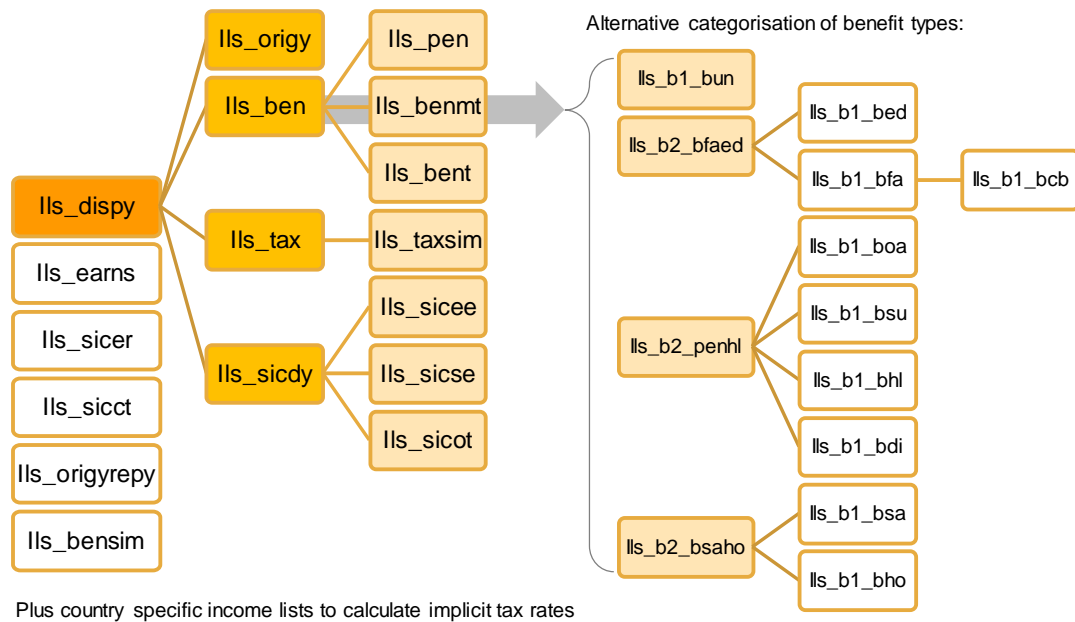 Alternative categorisation of benefit types:
Ils_origy
Ils_pen
Ils_ben
Ils_benmt
Ils_bent
Ils_dispy
Ils_tax
Ils_taxsim
Ils_earns
Ils_sicee
Ils_sicer
Ils_sicdy
Ils_sicse
Ils_sicct
Ils_sicot
Ils_origyrepy
Ils_bensim
Ils_b1_bun
Ils_b2_bfaed
Ils_b1_bed
Ils_b1_bfa
Ils_b1_bcb
Ils_b2_penhl
Ils_b1_boa
Ils_b1_bsu
Ils_b1_bhl
Ils_b1_bdi
Ils_b2_bsaho
Ils_b1_bsa
Ils_b1_bho
Plus country specific income lists to calculate implicit tax rates